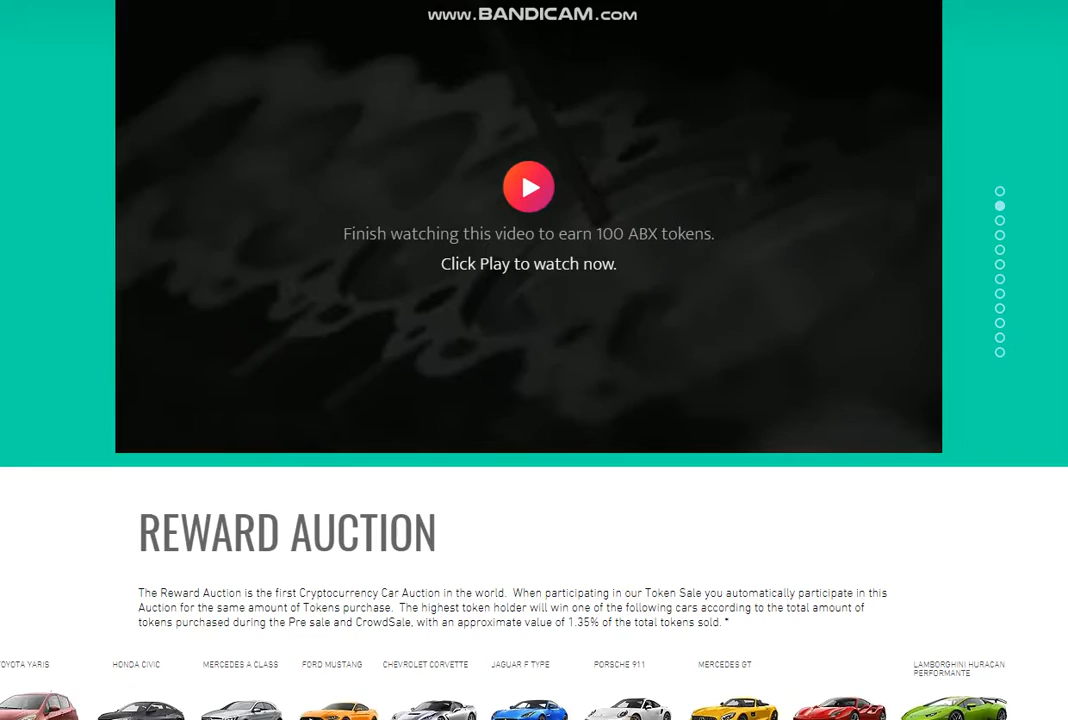 www.BANDICAM.com
Finish watching this video to earn 100 ABX tokens.
Click Play to watch now.
REWARD AUCTION
The Reward Auction is the first Cryptocurrency Car Auction in the world.  When participating in our Token Sale you automatically participate in this
Auction for the same amount of Tokens purchase.  The highest token holder will win one of the following cars according to the total amount of
tokens purchased during the Pre sale and CrowdSale, with an approximate value of 1.35% of the total tokens sold. *
OYOTA YARIS HONDA CIVIC MERCEDES A CLASS FORD MUSTANG CHEVROLET CORVETTE JAGUAR F TYPE PORSCHE 911 MERCEDES GT LAMBORGHINI HURACAN
PERFORMANTE